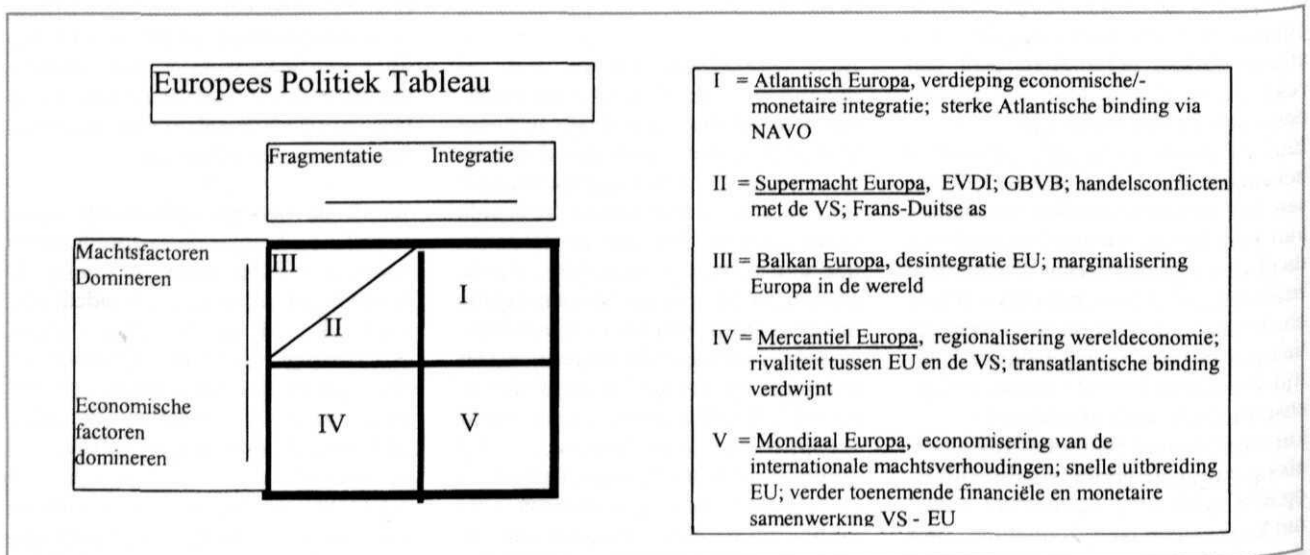 Europees Politiek Tableau
Fragmentatie Integratie
Machtsfactoren
Domineren
III
I
II
Economische
factoren
domineren
IV
V
I = Atlantisch Europa, verdieping economische/-
monetaire integratie; sterke Atlantische binding via
NAVO
II = Supermacht Europa, EVDI; GBVB; handelsconflicten
met de VS; Frans-Duitse as
III = Balkan Europa, desintegratie EU; marginalisering
Europa in de wereld
IV = Mercantiel Europa, regionalisering wereldeconomie;
rivaliteit tussen EU en de VS; transatlantische binding
verdwijnt
V = Mondiaal Europa, economisering van de
internationale machtsverhoudingen; snelle uitbreiding
EU; verder toenemende financiële en monetaire
samenwerking VS - EU